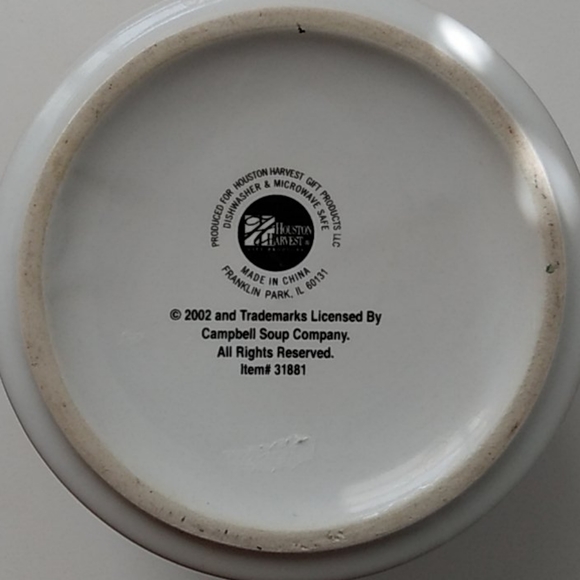 PRODUCED FOR HOUSTON HARVEST GIFT PRODUCTS LLC
DISHWASHER & MICROWAVE SAFE
HOUSTON
HARVEST
MADE IN CHINA
FRANKLIN PARK, IL 60131
© 2002 and Trademarks Licensed By
Campbell Soup Company.
All Rights Reserved.
Item# 31881